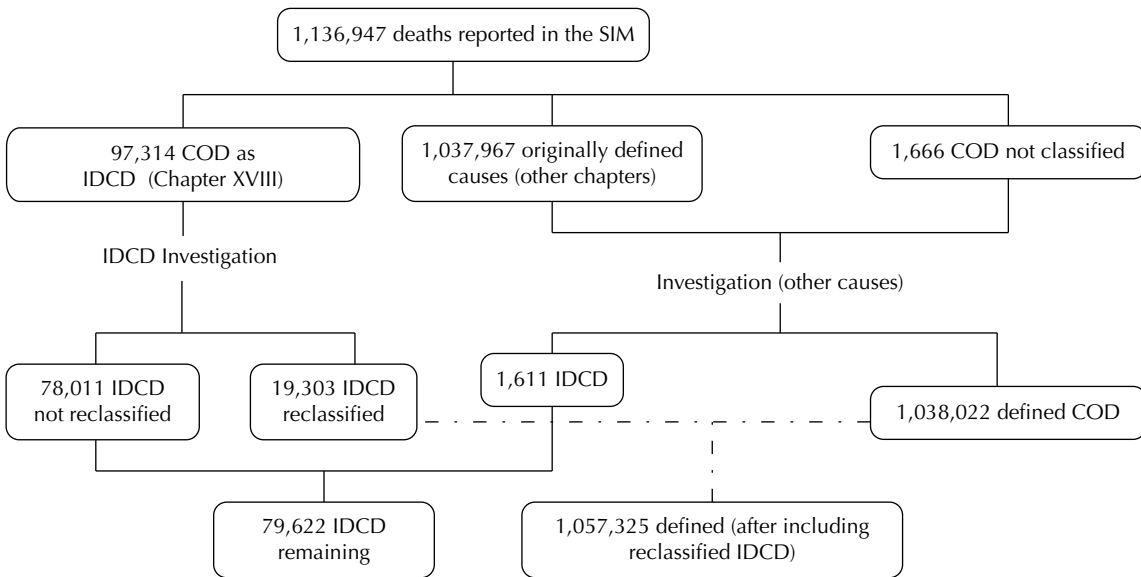 1,136,947 deaths reported in the SIM
97,314 COD as
IDCD (Chapter XVIII)
1,037,967 originally defined
causes (other chapters)
1,666 COD not classified
IDCD Investigation
Investigation (other causes)
78,011 IDCD
not reclassified
19,303 IDCD
reclassified
1,611 IDCD
1,038,022 defined COD
79,622 IDCD
remaining
1,057,325 defined (after including
reclassified IDCD)